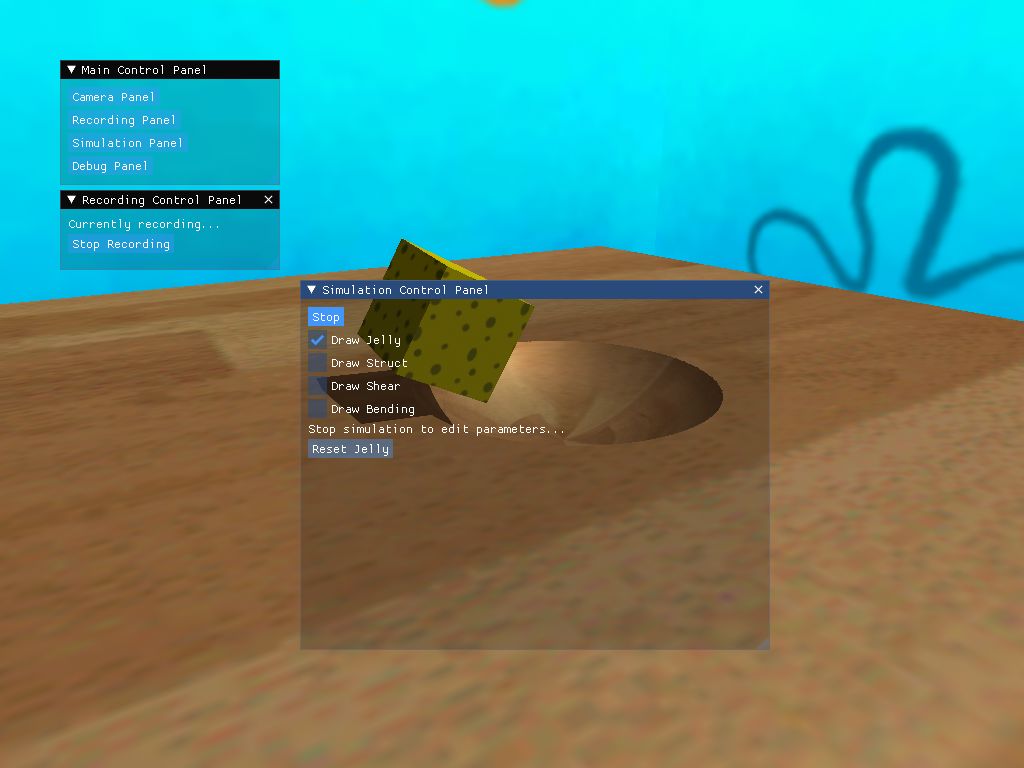 Main Control Panel
Camera Panel
Recording Panel
Simulation Panel
Debug Panel
Recording Control Panel
Currently recording...
Stop Recording
Simulation Control Panel
Stop
Draw Jelly
Draw Struct
Draw Shear
Draw Bending
Stop simulation to edit parameters...
Reset Jelly